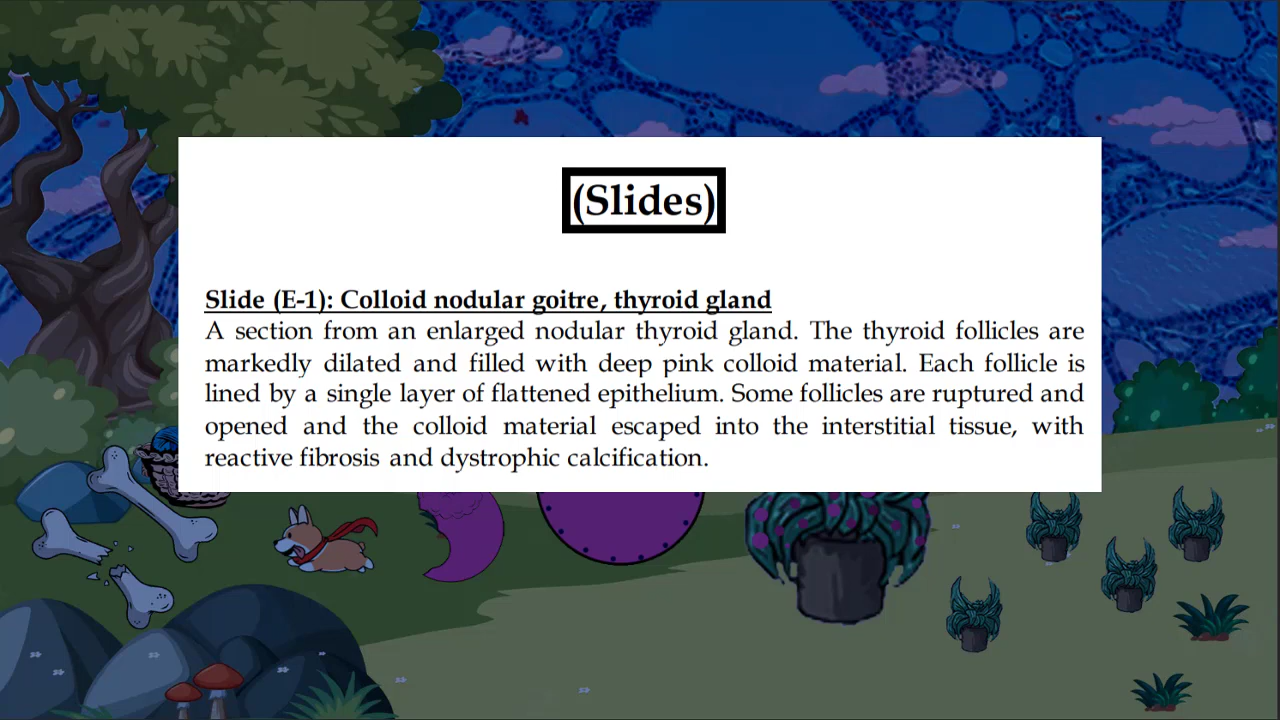 (Slides)
Slide (E-1): Colloid nodular goitre, thyroid gland
A section from an enlarged nodular thyroid gland. The thyroid follicles are
markedly dilated and filled with deep pink colloid material. Each follicle is
lined by a single layer of flattened epithelium. Some follicles are ruptured and
opened and the colloid material escaped into the interstitial tissue, with
reactive fibrosis and dystrophic calcification.